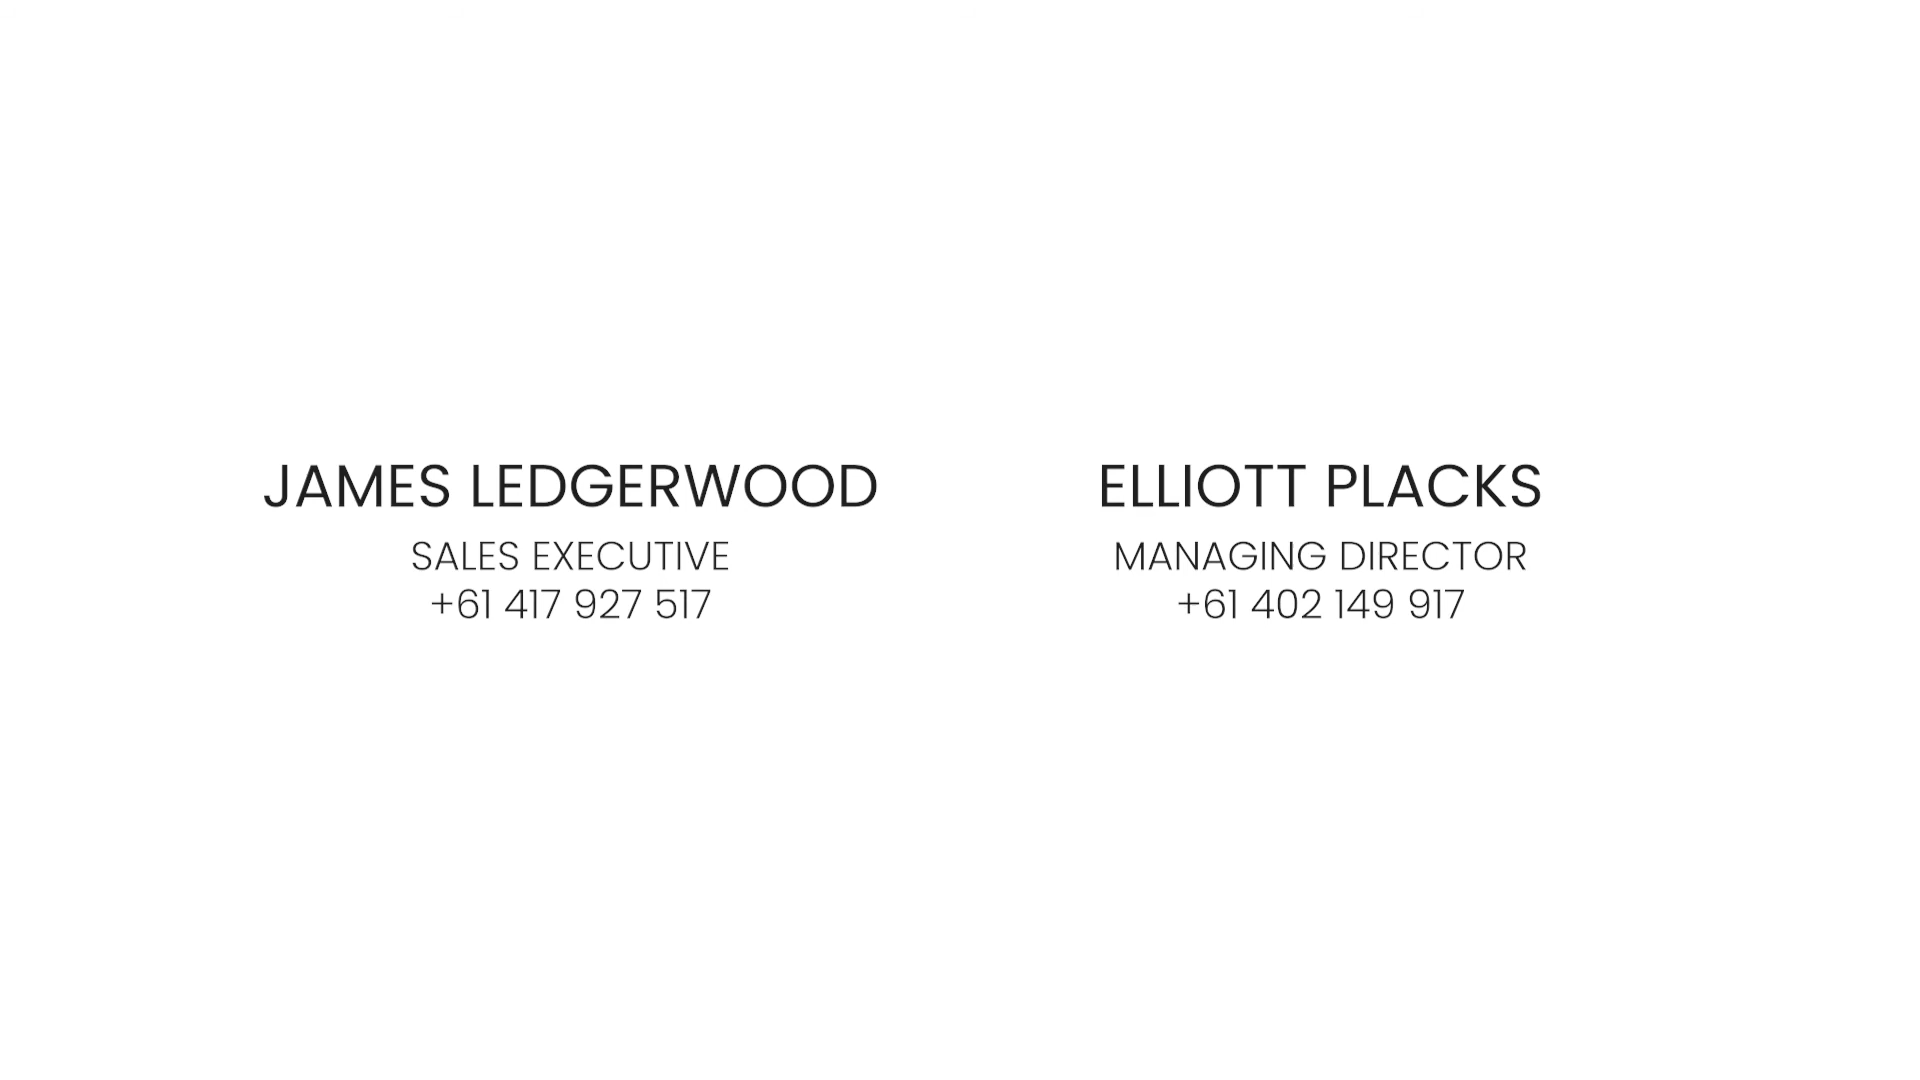 JAMES LEDGERWOOD
SALES EXECUTIVE
+61 417 927 517
ELLIOTT PLACKS
MANAGING DIRECTOR
+61 402 149 917